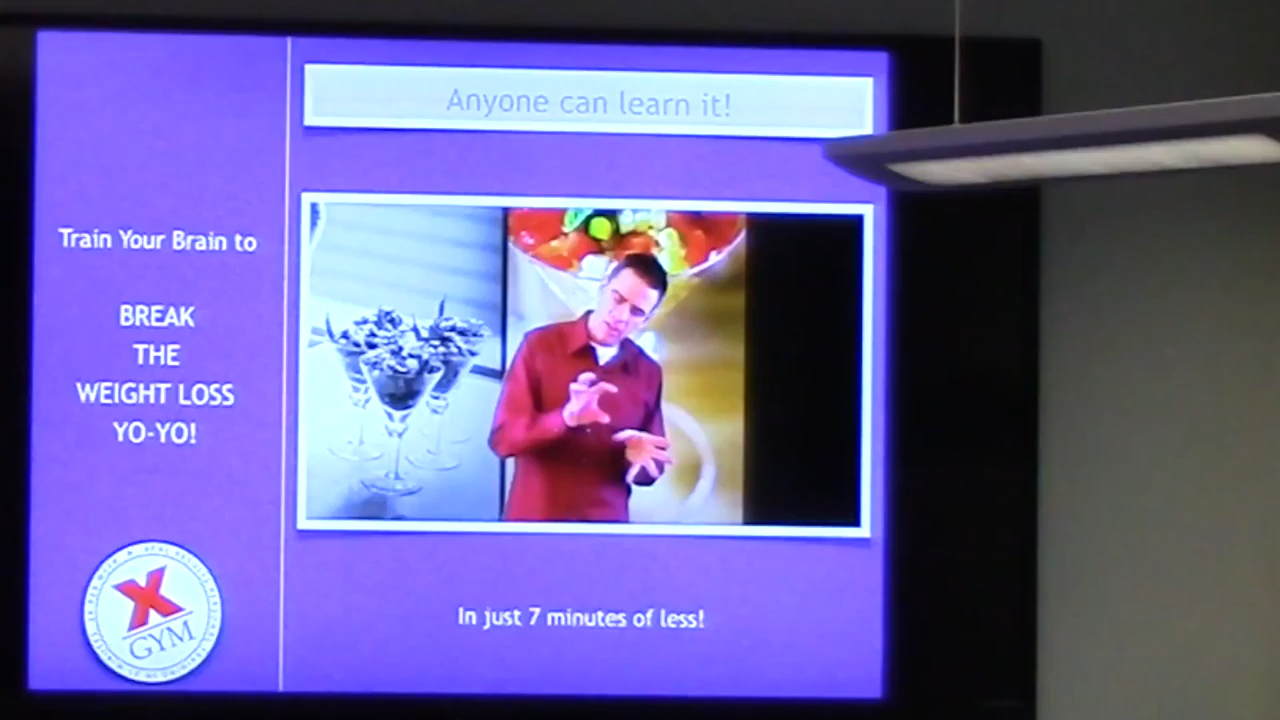 Anyone can learn it!
Train Your Brain to
BREAK
THE
WEIGHT LOSS
YO-YO!
In just 7 minutes of less!
X
GYM